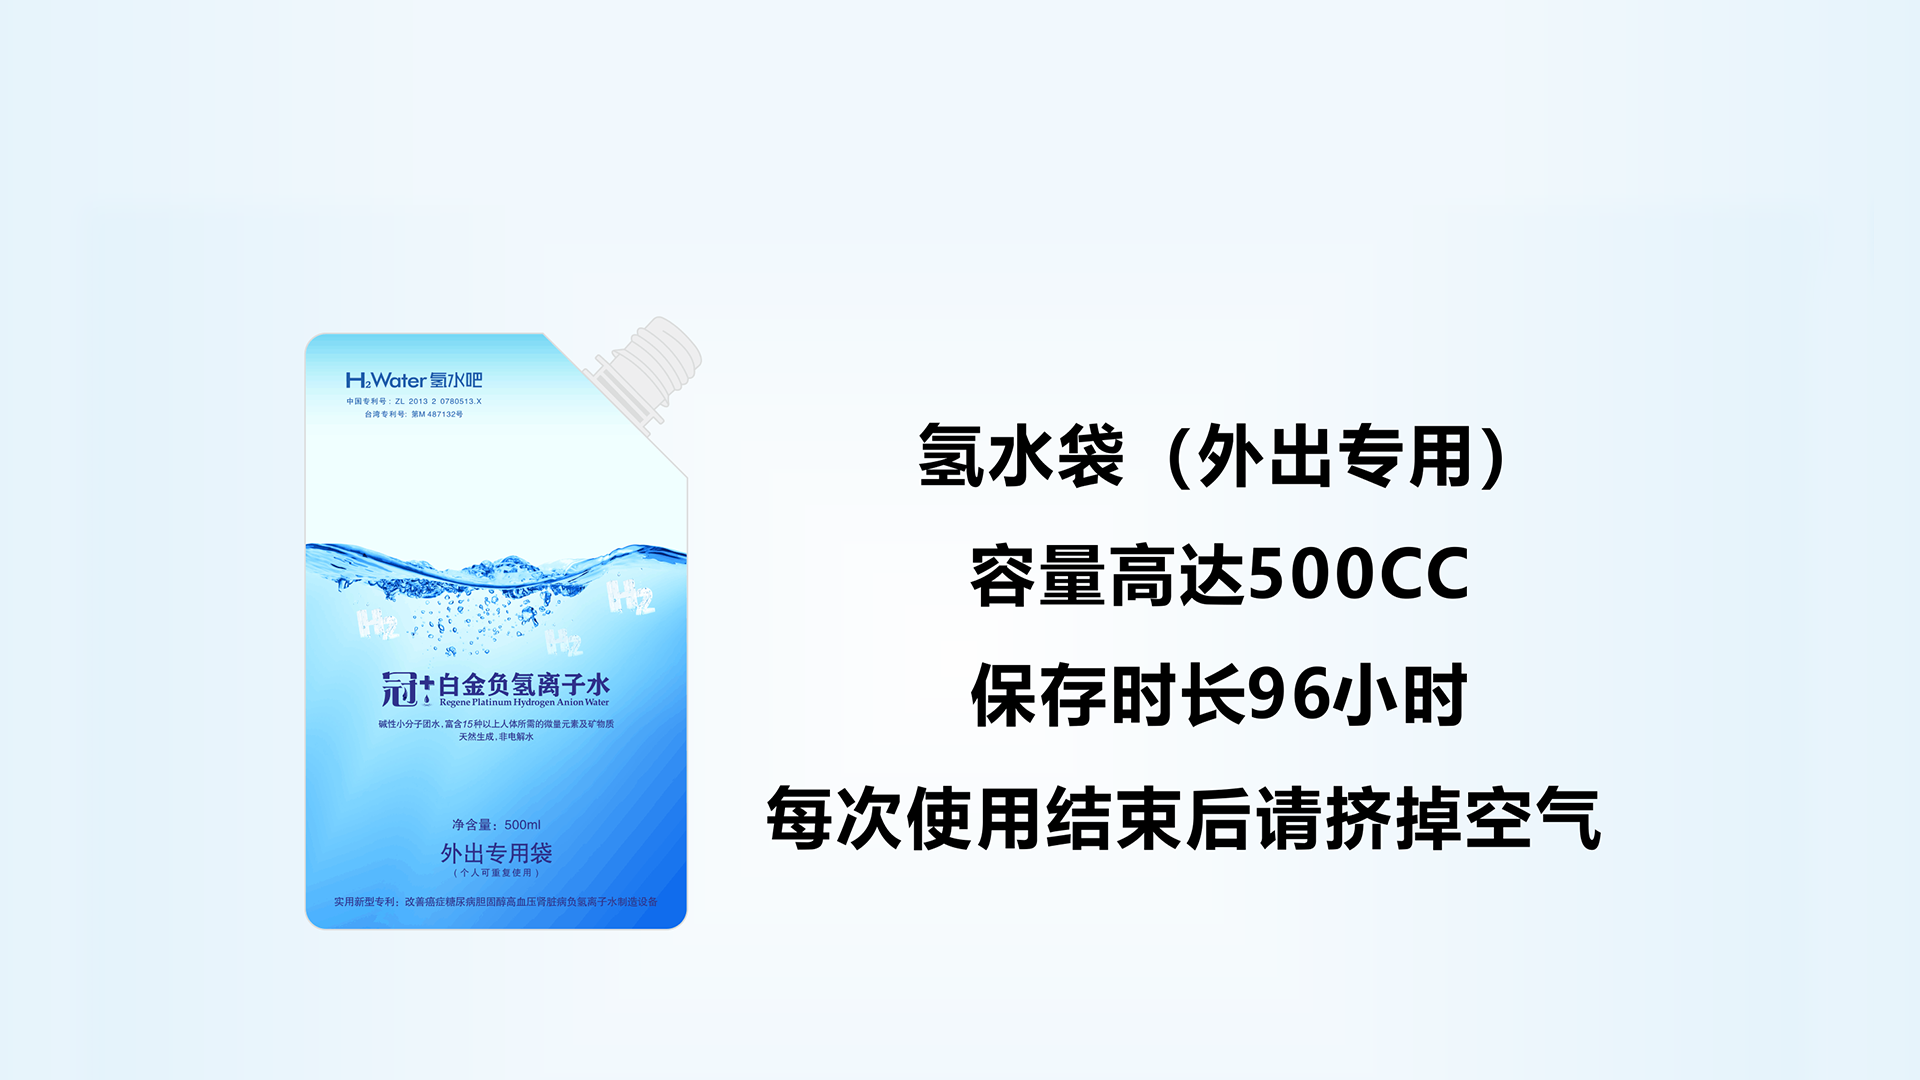 H₂Water 氢水吧
中国专利号: ZL 2013 2 0780513.X
台湾专利号: 第M 487132号
H2
H2
H2
冠+白金负氢离子水
Regene Platinum Hydrogen Anion Water
碱性小分子团水,富含15种以上人体所需的微量元素及矿物质
天然生成,非电解水
净含量：500ml
外出专用袋
(个人可重复使用)
实用新型专利：改善癌症糖尿病胆固醇高血压肾脏病负氢离子水制造设备
氢水袋（外出专用）
容量高达500CC
保存时长96小时
每次使用结束后请挤掉空气